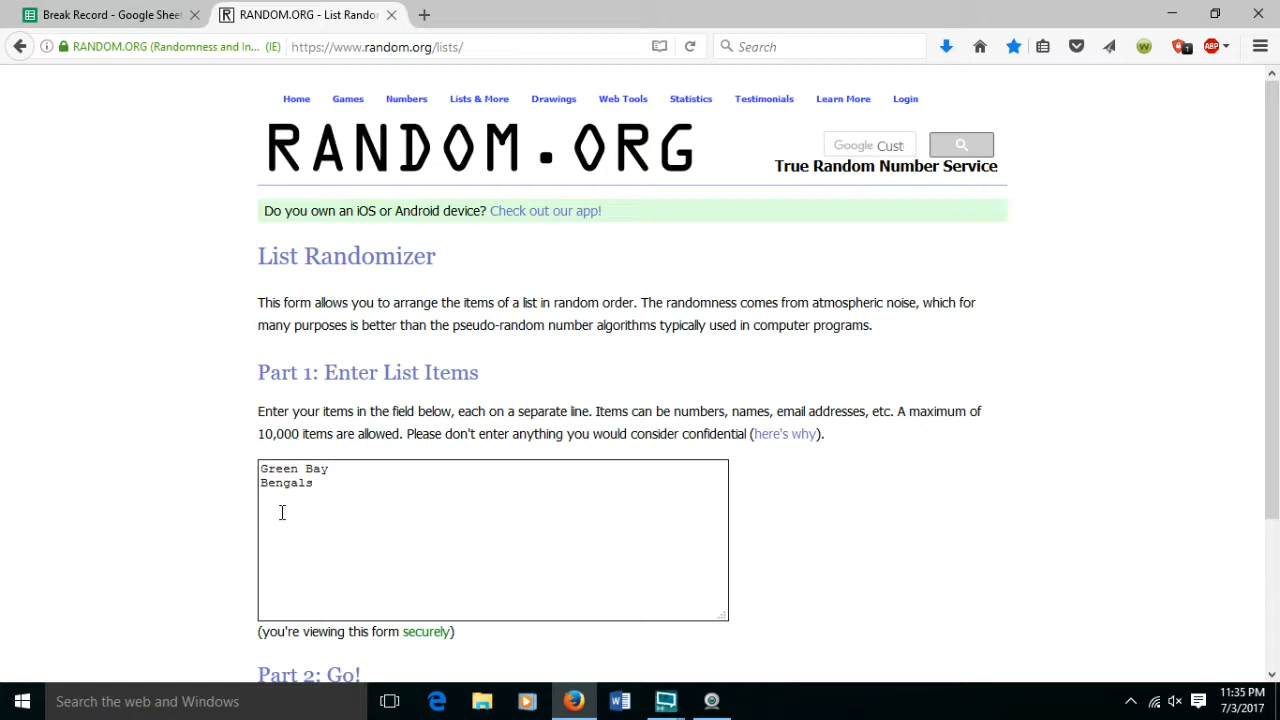 Break Record - Google Sheet
RANDOM.ORG - List Rando
RANDOM.ORG (Randomness and In... (IE)
https://www.random.org/lists/
Search
1
ABP
Home Games Numbers Lists & More Drawings Web Tools Statistics Testimonials Learn More Login
RANDOM.ORG
Google Cust
True Random Number Service
Do you own an iOS or Android device? Check out our app!
List Randomizer
This form allows you to arrange the items of a list in random order. The randomness comes from atmospheric noise, which for
many purposes is better than the pseudo-random number algorithms typically used in computer programs.
Part 1: Enter List Items
Enter your items in the field below, each on a separate line. Items can be numbers, names, email addresses, etc. A maximum of
10,000 items are allowed. Please don't enter anything you would consider confidential (here's why).
Green Bay
Bengals
(you're viewing this form securely)
Part 2: Go!
Search the web and Windows
11:35 PM
7/3/2017